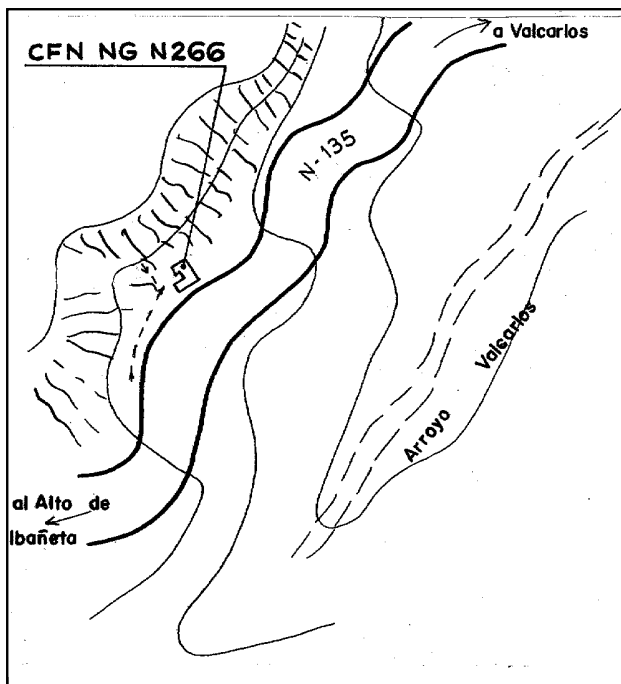 a Valcarlos
CFN NG N266
N-135
Arroyo Valcarlos
al Alto de
Ibañeta